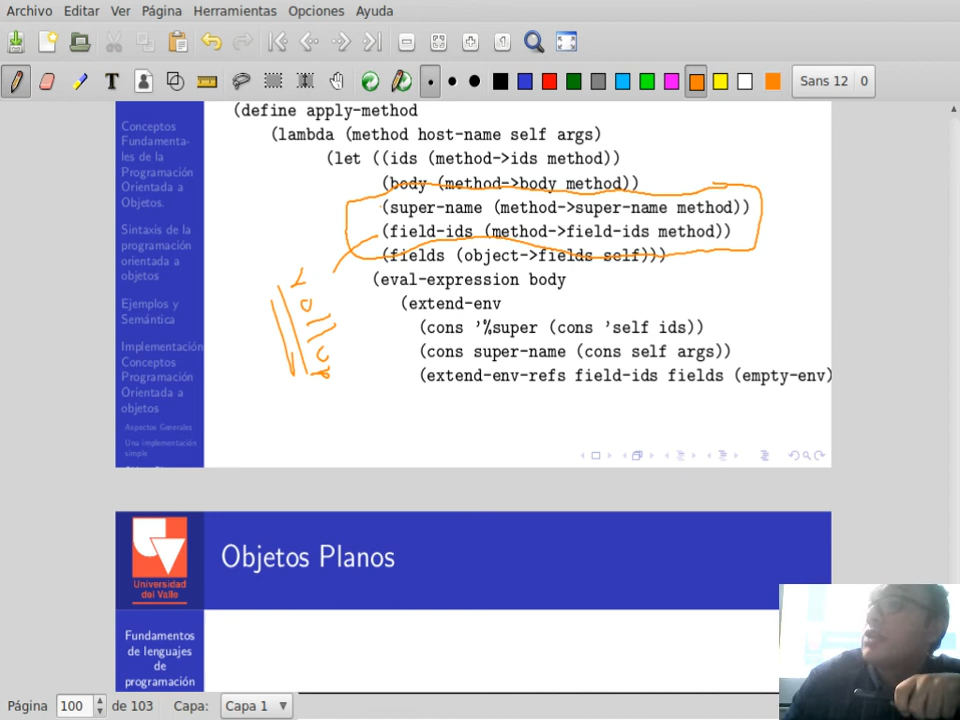 Archivo Editar Ver Página Herramientas Opciones Ayuda
Sans 12 0
Conceptos
Fundamenta-
les de la
Programación
Orientada a
Objetos.
Sintaxis de la
programación
orientada a
objetos
Ejemplos y
Semántica
Implementación
Conceptos
Programación
Orientada a
objetos
Aspectos Generales
Una implementación
simple
(define apply-method
(lambda (method host-name self args)
(let ((ids (method->ids method))
(body (method->body method))
(super-name (method->super-name method))
(field-ids (method->field-ids method))
(fields (object->fields self)))
(eval-expression body
(extend-env
(cons '%super (cons 'self ids))
(cons super-name (cons self args))
(extend-env-refs field-ids fields (empty-env)
Universidad
del Valle
Objetos Planos
Fundamentos
de lenguajes
de
programación
Página 100 de 103 Capa: Capa 1